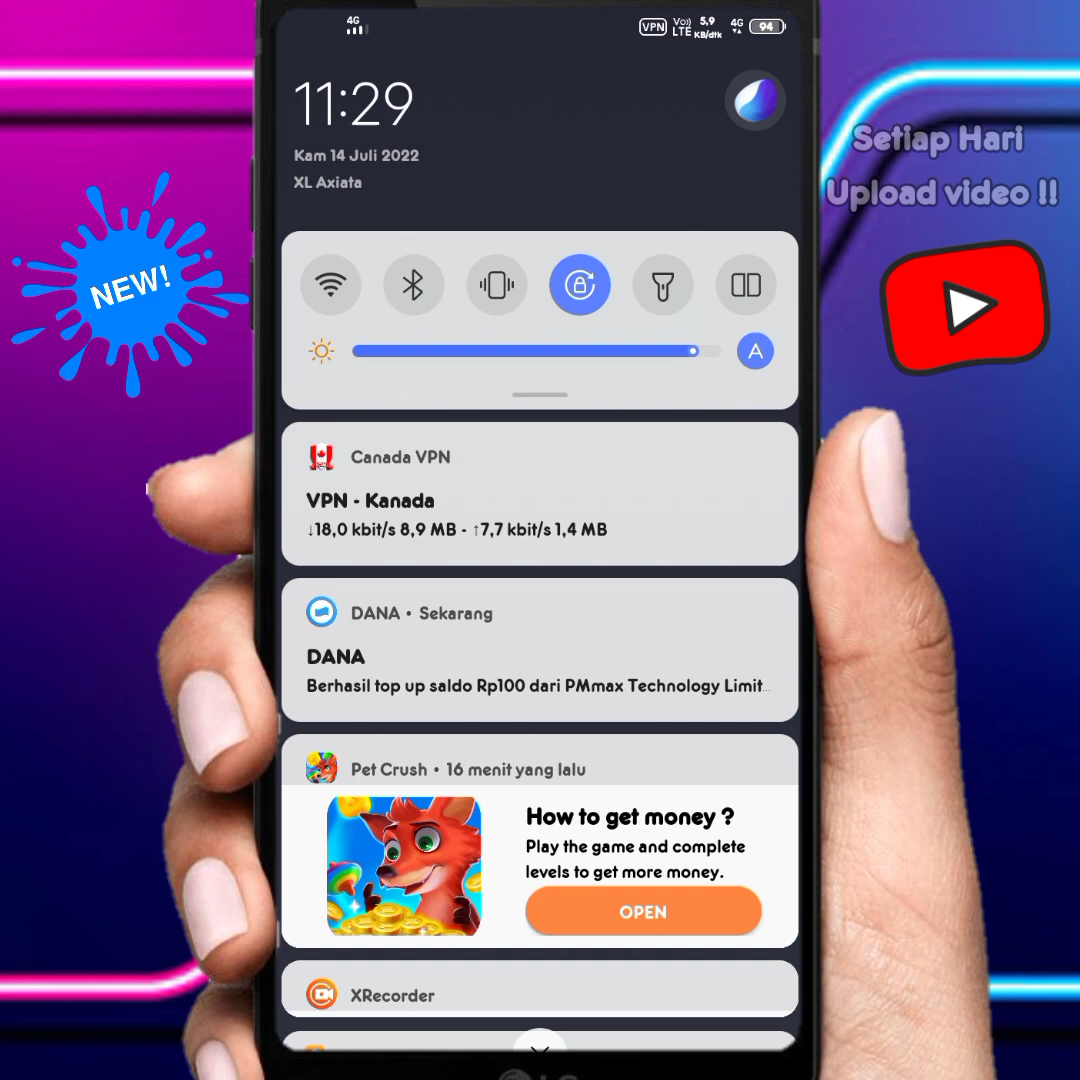 4G
VPN
Vo))
LTE
5,9
KB/dtk
4G
94
11:29
Kam 14 Juli 2022
XL Axiata
Setiap Hari
Upload video !!
NEW!
A
Canada VPN
VPN - Kanada
↓18,0 kbit/s 8,9 MB - ↑7,7 kbit/s 1,4 MB
DANA • Sekarang
DANA
Berhasil top up saldo Rp100 dari PMmax Technology Limit...
Pet Crush • 16 menit yang lalu
How to get money ?
Play the game and complete
levels to get more money.
OPEN
XRecorder